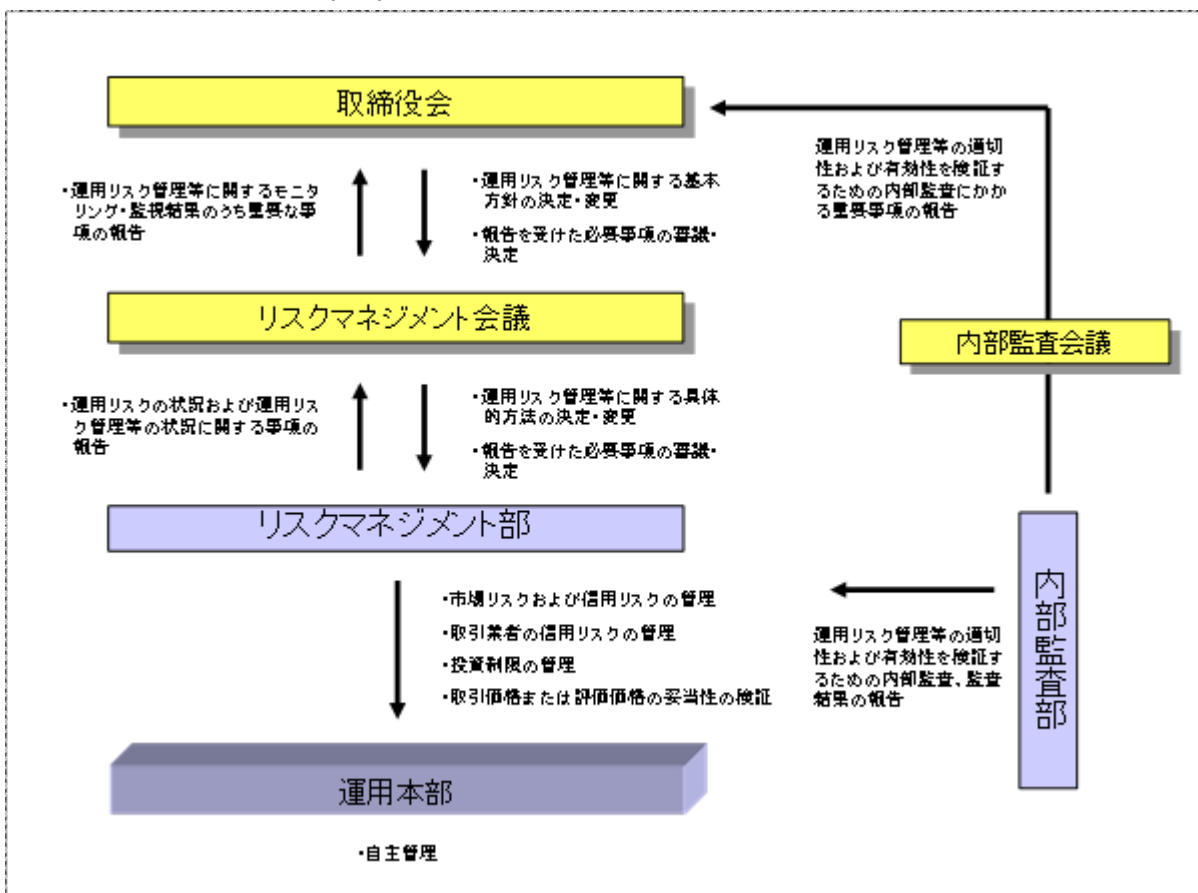 取締役会
・運用リスク管理等に関するモニ
タリング・監視結果のうち重要な事
項の報告
・運用リスク管理等に関する基本
方針の決定・変更
・報告を受けた必要事項の審議・
決定
運用リスク管理等の適切
性および有効性を検証す
るための内部監査にかか
る重要事項の報告
リスクマネジメント会議
内部監査会議
・運用リスクの状況および運用リス
ク管理等の状況に関する事項の
報告
・運用リスク管理等に関する具体
的方法の決定・変更
・報告を受けた必要事項の審議・
決定
リスクマネジメント部
内部監査部
・市場リスクおよび信用リスクの管理
・取引業者の信用リスクの管理
・投資制限の管理
・取引価格または評価価格の妥当性の検証
運用リスク管理等の適切
性および有効性を検証す
るための内部監査、監査
結果の報告
運用本部
・自主管理